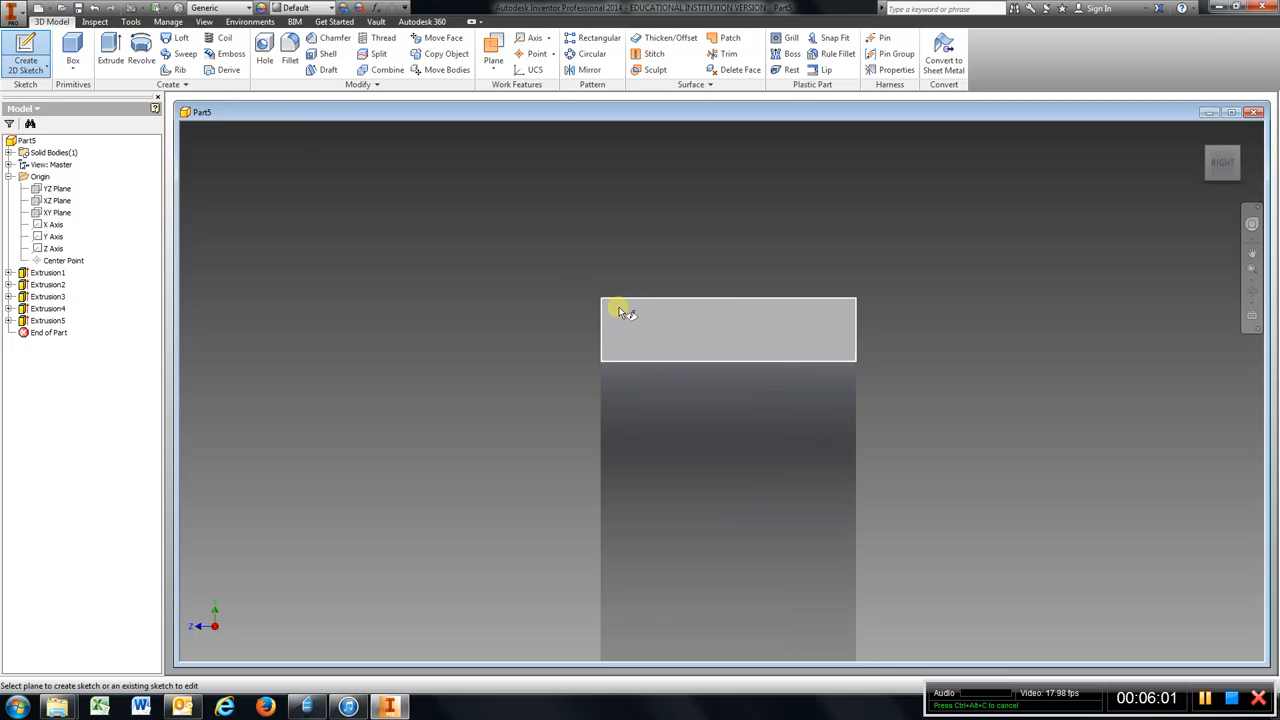 Generic
Default
Autodesk Inventor Professional 2014 - EDUCATIONAL INSTITUTION VERSION Part5
Type a keyword or phrase
Sign In
PRO
3D Model
Inspect
Tools
Manage
View
Environments
BIM
Get Started
Vault
Autodesk 360
Create 2D Sketch
Box
Extrude
Revolve
Loft
Sweep
Rib
Coil
Emboss
Derive
Hole
Fillet
Chamfer
Shell
Draft
Thread
Split
Combine
Move Face
Copy Object
Move Bodies
Plane
Axis
Point
UCS
Rectangular
Circular
Mirror
Thicken/Offset
Stitch
Sculpt
Patch
Trim
Delete Face
Grill
Boss
Rest
Snap Fit
Rule Fillet
Lip
Pin
Pin Group
Properties
Convert to Sheet Metal
Sketch
Primitives
Create
Modify
Work Features
Pattern
Surface
Plastic Part
Harness
Convert
Model
Part5
Solid Bodies(1)
View: Master
Origin
YZ Plane
XZ Plane
XY Plane
X Axis
Y Axis
Z Axis
Center Point
Extrusion1
Extrusion2
Extrusion3
Extrusion4
Extrusion5
End of Part
Part5
RIGHT
Z
Select plane to create sketch or an existing sketch to edit
Audio
Video: 17.98 fps
Press Ctrl+Alt+C to cancel
00:06:01